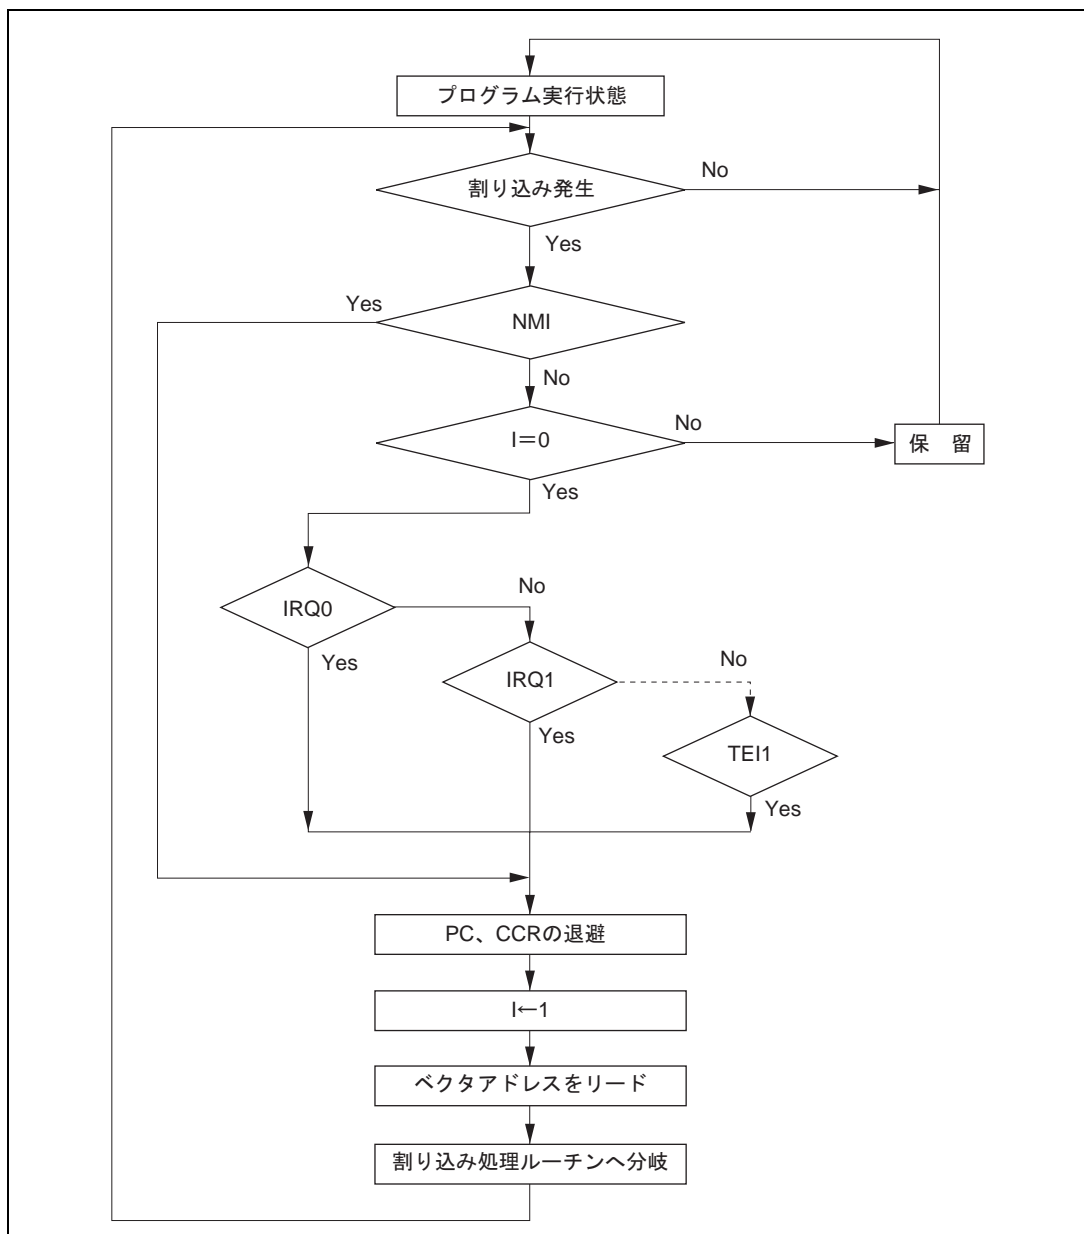 プログラム実行状態
割り込み発生
No
Yes
Yes
NMI
No
I=0
No
保　留
Yes
IRQ0
No
Yes
IRQ1
No
Yes
TEI1
Yes
PC、CCRの退避
I←1
ベクタアドレスをリード
割り込み処理ルーチンへ分岐